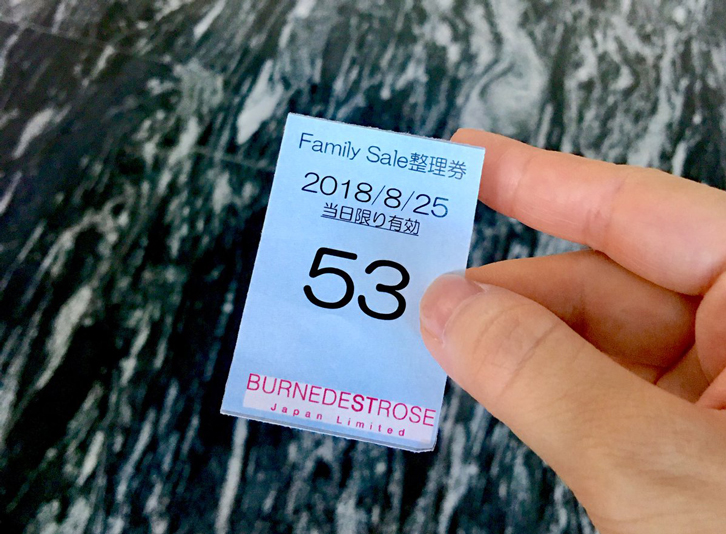 Family Sale整理券
2018/8/25
当日限り有効
53
BURNEDESTROSE
Japan Limited